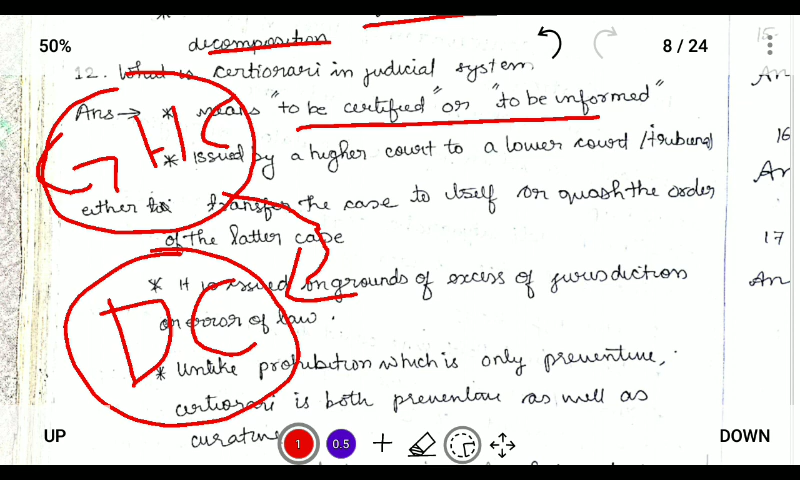 50%
8 / 24
15
decomposition
12. What is certiorari in judicial system.
An
Ans → * means "to be certified" or "to be informed"
GHC
16
* Issued by a higher court to a lower court / tribunal
An
either to transfer the case to itself or quash the order
of the latter case
17
* It is issued on grounds of excess of jurisdiction
An
or error of law.
DC
* Unlike prohibition which is only preventive,
certiorari is both preventive as well as
curative
UP
1
0.5
DOWN